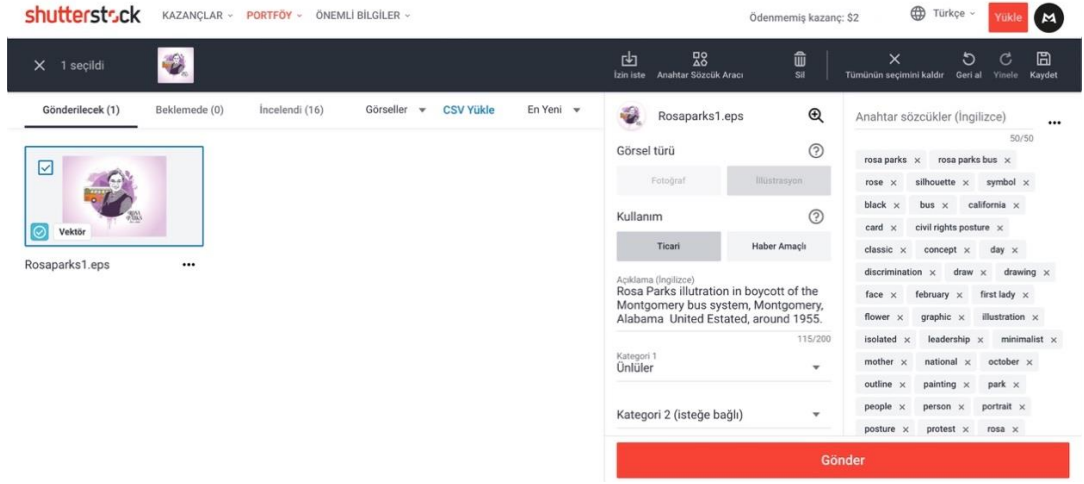 shutterstock KAZANÇLAR PORTFÖY ÖNEMLİ BİLGİLER Ödenmemiş kazanç: $2 Türkçe Yükle
1 seçildi İzin iste Anahtar Sözcük Aracı Sil Tümünün seçimini kaldır Geri al Yinele Kaydet
Gönderilecek (1) Beklemede (0) İncelendi (16) Görseller CSV Yükle En Yeni
Vektör
Rosaparks1.eps
Rosaparks1.eps
Görsel türü
Fotoğraf İllüstrasyon
Kullanım
Ticari Haber Amaçlı
Açıklama (İngilizce)
Rosa Parks illutration in boycott of the
Montgomery bus system, Montgomery,
Alabama United Estated, around 1955.
115/200
Kategori 1
Ünlüler
Kategori 2 (isteğe bağlı)
Anahtar sözcükler (İngilizce)
50/50
rosa parks × rosa parks bus ×
rose × silhouette × symbol ×
black × bus × california ×
card × civil rights posture ×
classic × concept × day ×
discrimination × draw × drawing ×
face × february × first lady ×
flower × graphic × illustration ×
isolated × leadership × minimalist ×
mother × national × october ×
outline × painting × park ×
people × person × portrait ×
posture × protest × rosa ×
Gönder